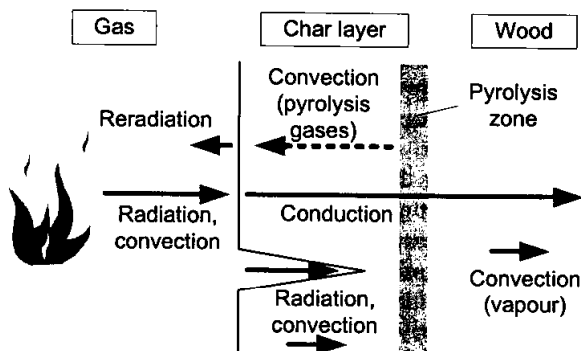 Gas
Char layer
Wood
Convection
(pyrolysis
gases)
Reradiation
Pyrolysis
zone
Radiation,
convection
Conduction
Radiation,
convection
Convection
(vapour)